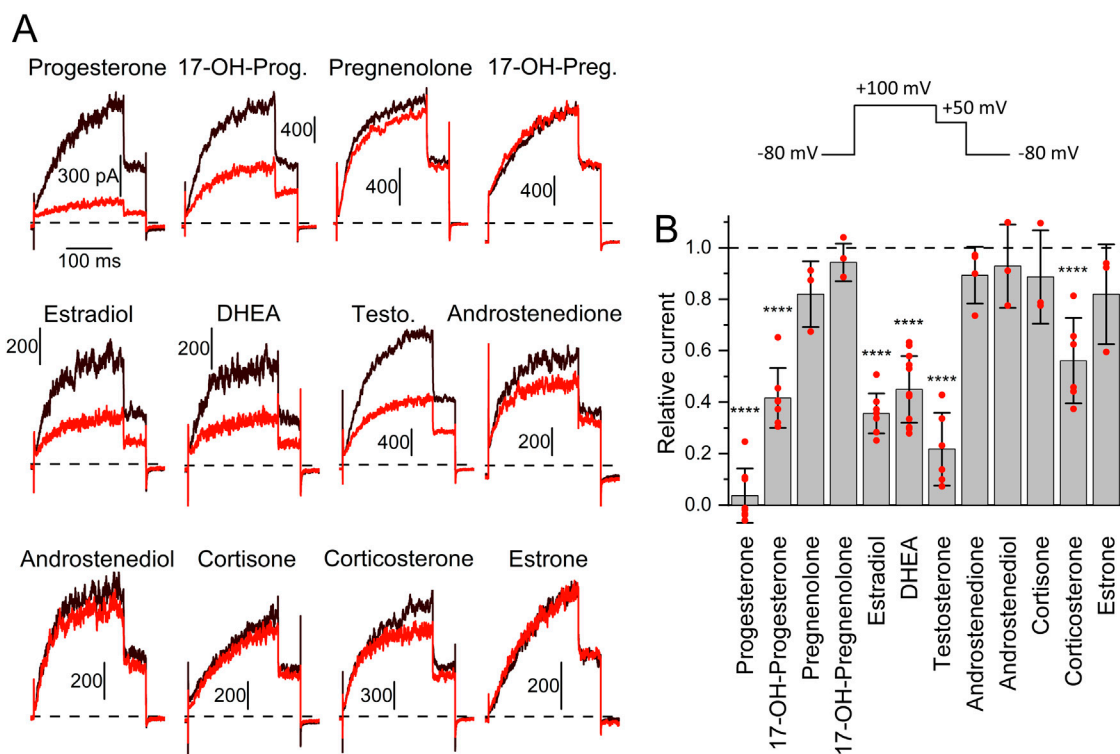 A
Progesterone 17-OH-Prog. Pregnenolone 17-OH-Preg.
300 pA 400 400 400
100 ms
+100 mV
+50 mV
-80 mV -80 mV
Estradiol DHEA Testo. Androstenedione
200 200 400 200
Androstenediol Cortisone Corticosterone Estrone
200 200 300 200
B
Relative current
1.0
0.8
0.6
0.4
0.2
0.0
**** **** **** **** **** ****
Progesterone
17-OH-Progesterone
Pregnenolone
17-OH-Pregnenolone
Estradiol
DHEA
Testosterone
Androstenedione
Androstenediol
Cortisone
Corticosterone
Estrone